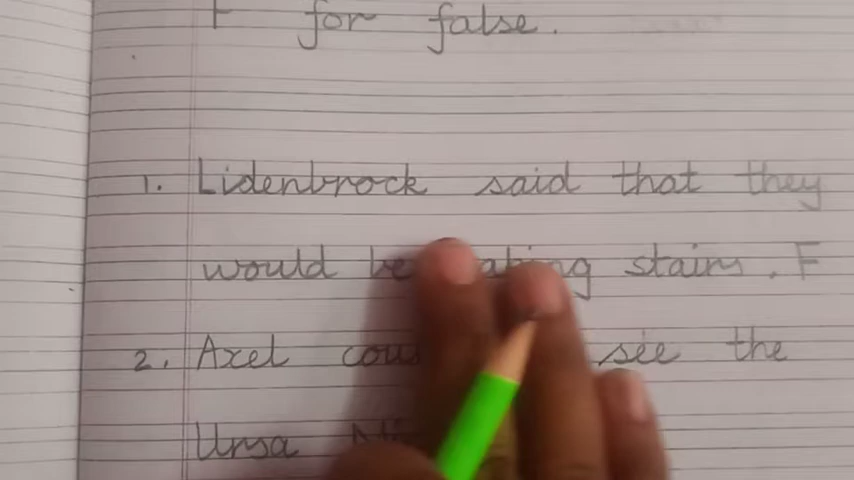 F for false.
1. Lidenbrock said that they
would be stairs. F
2. Axel see the
Ursa